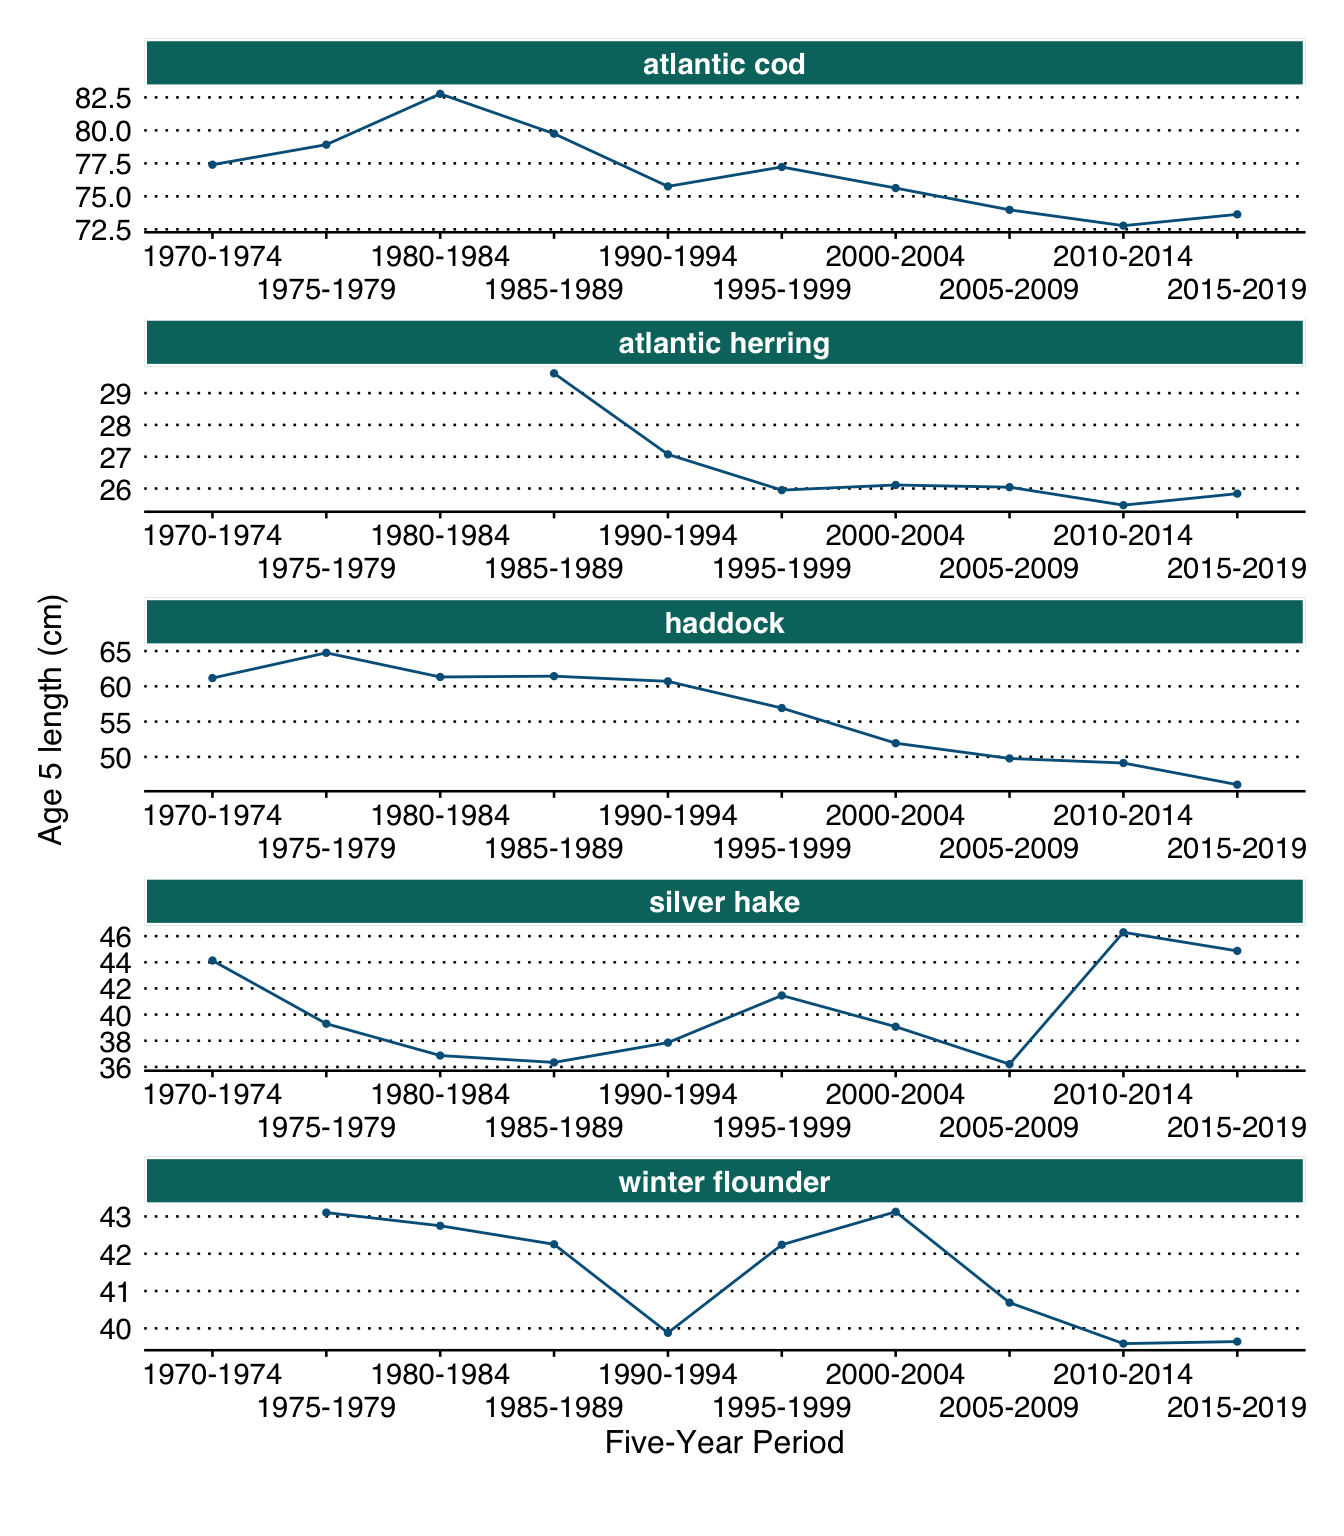 atlantic cod
82.5
80.0
77.5
75.0
72.5
1970-1974 1980-1984 1990-1994 2000-2004 2010-2014
1975-1979 1985-1989 1995-1999 2005-2009 2015-2019
atlantic herring
29
28
27
26
1970-1974 1980-1984 1990-1994 2000-2004 2010-2014
1975-1979 1985-1989 1995-1999 2005-2009 2015-2019
Age 5 length (cm)
haddock
65
60
55
50
1970-1974 1980-1984 1990-1994 2000-2004 2010-2014
1975-1979 1985-1989 1995-1999 2005-2009 2015-2019
silver hake
46
44
42
40
38
36
1970-1974 1980-1984 1990-1994 2000-2004 2010-2014
1975-1979 1985-1989 1995-1999 2005-2009 2015-2019
winter flounder
43
42
41
40
1970-1974 1980-1984 1990-1994 2000-2004 2010-2014
1975-1979 1985-1989 1995-1999 2005-2009 2015-2019
Five-Year Period